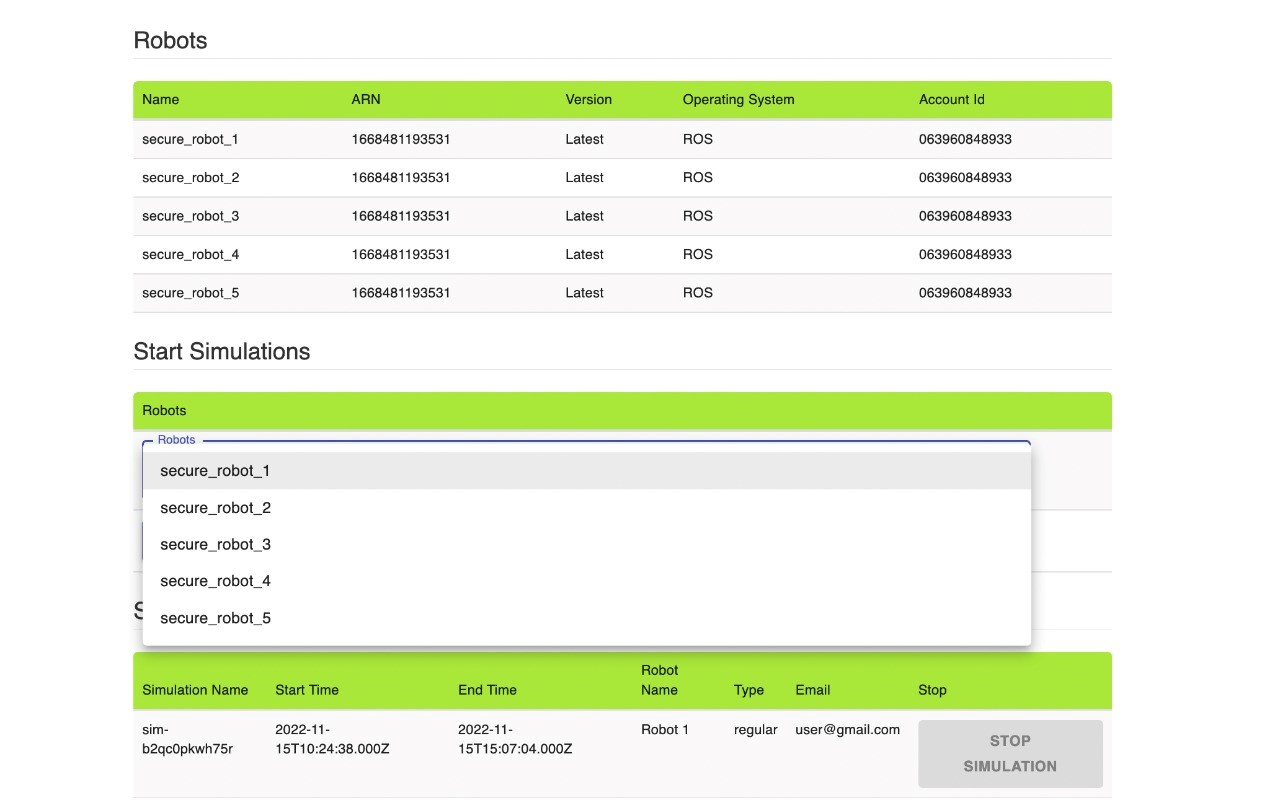 Robots
Name ARN Version Operating System Account Id
secure_robot_1 1668481193531 Latest ROS 063960848933
secure_robot_2 1668481193531 Latest ROS 063960848933
secure_robot_3 1668481193531 Latest ROS 063960848933
secure_robot_4 1668481193531 Latest ROS 063960848933
secure_robot_5 1668481193531 Latest ROS 063960848933
Start Simulations
Robots
Robots
secure_robot_1
secure_robot_2
secure_robot_3
secure_robot_4
secure_robot_5
Robot
Simulation Name Start Time End Time Name Type Email Stop
sim- 2022-11- 2022-11- Robot 1 regular user@gmail.com STOP
b2qc0pkwh75r 15T10:24:38.000Z 15T15:07:04.000Z SIMULATION